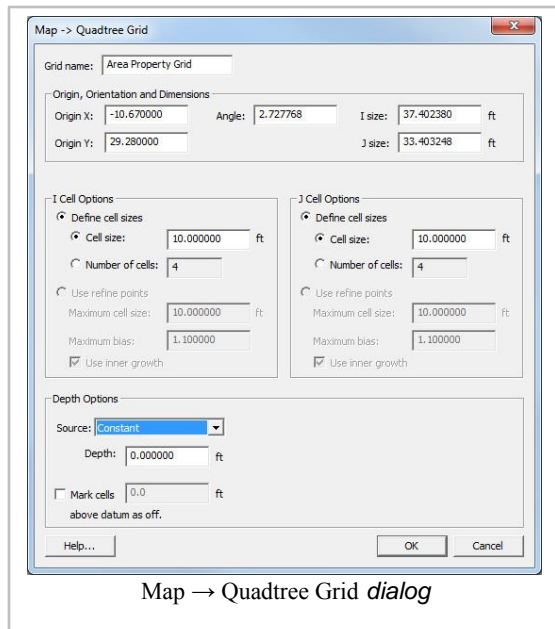 Map -> Quadtree Grid
Grid name: Area Property Grid
Origin, Orientation and Dimensions
Origin X: -10.670000 Angle: 2.727768 I size: 37.402380 ft
Origin Y: 29.280000 J size: 33.403248 ft
I Cell Options
Define cell sizes
Cell size: 10.000000 ft
Number of cells: 4
Use refine points
Maximum cell size: 10.000000 ft
Maximum bias: 1.100000
Use inner growth
J Cell Options
Define cell sizes
Cell size: 10.000000 ft
Number of cells: 4
Use refine points
Maximum cell size: 10.000000 ft
Maximum bias: 1.100000
Use inner growth
Depth Options
Source: Constant
Depth: 0.000000 ft
Mark cells 0.0 ft
above datum as off.
Help... OK Cancel
Map → Quadtree Grid dialog